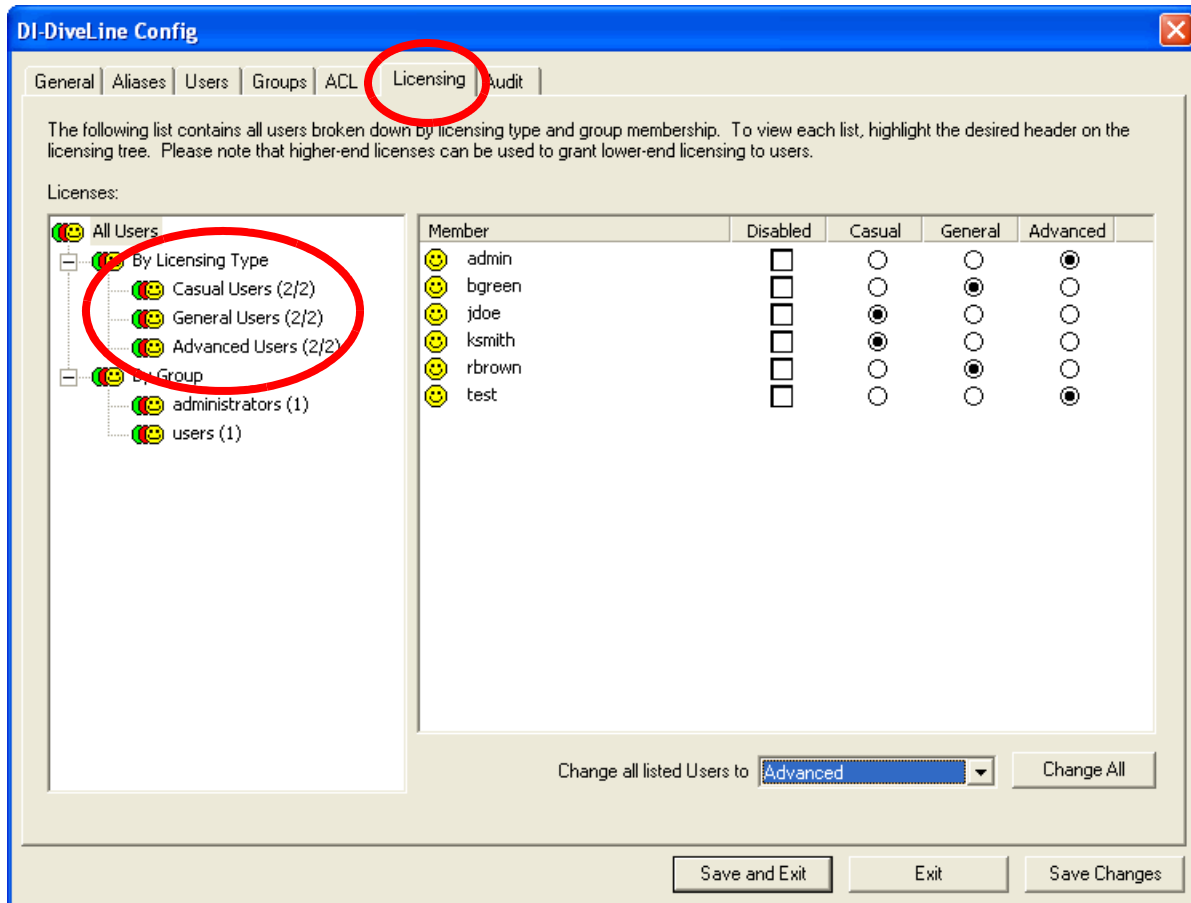 DI-DiveLine Config
General Aliases Users Groups ACL Licensing Audit
The following list contains all users broken down by licensing type and group membership. To view each list, highlight the desired header on the
licensing tree. Please note that higher-end licenses can be used to grant lower-end licensing to users.
Licenses:
All Users
By Licensing Type
Casual Users (2/2)
General Users (2/2)
Advanced Users (2/2)
By Group
administrators (1)
users (1)
Member Disabled Casual General Advanced
admin
bgreen
jdoe
ksmith
rbrown
test
Change all listed Users to Advanced Change All
Save and Exit Exit Save Changes